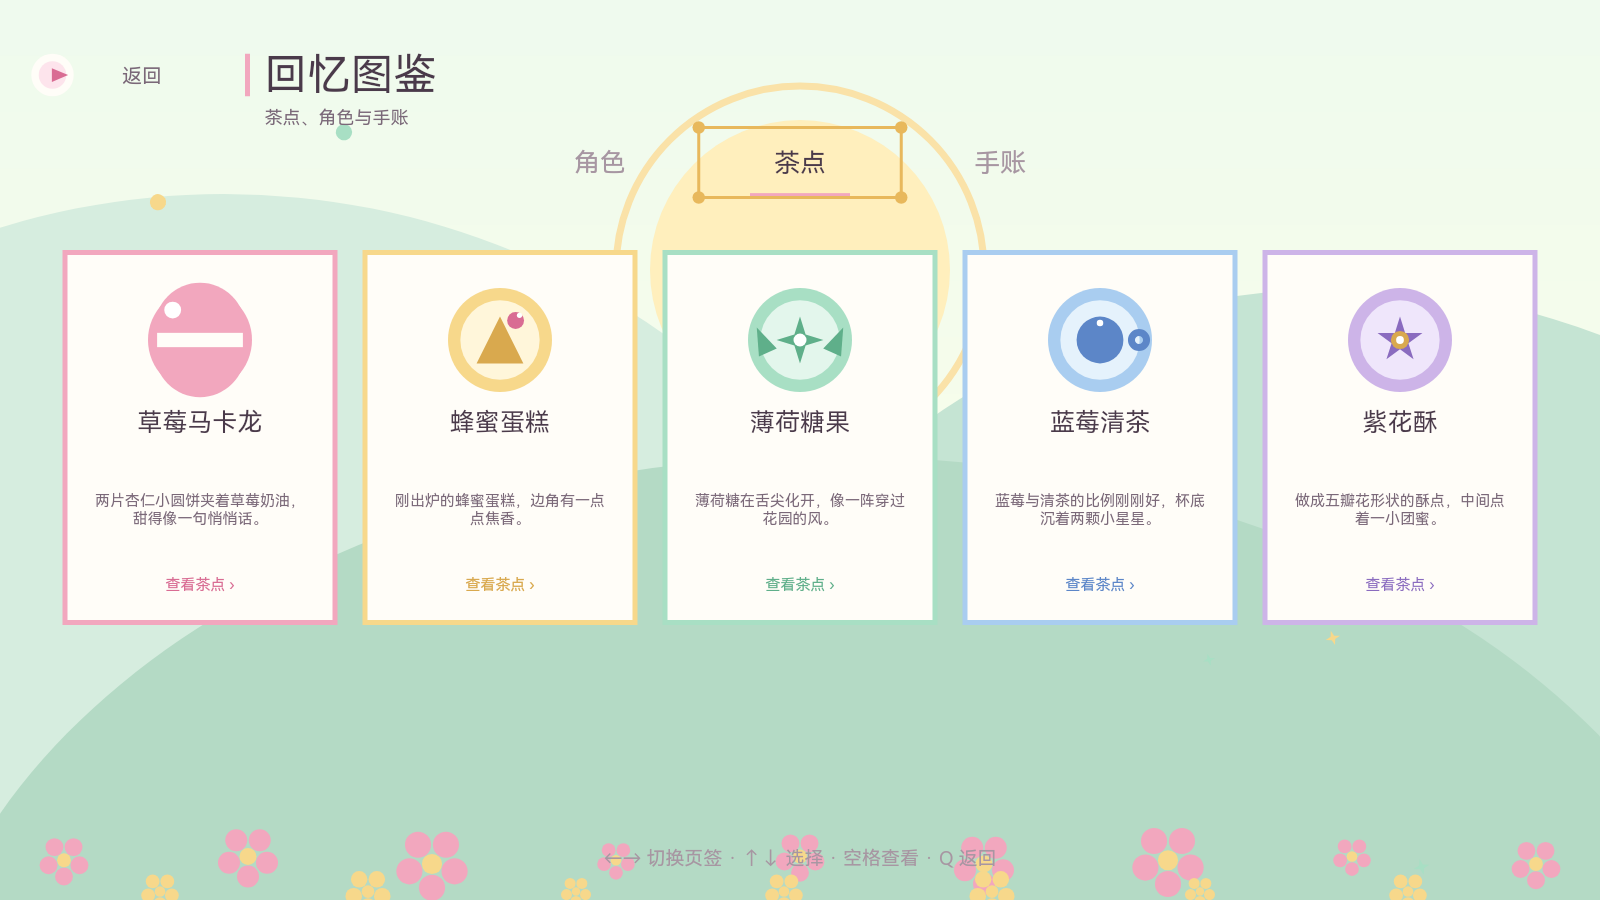 返回
回忆图鉴
茶点、角色与手账
角色
茶点
手账
草莓马卡龙
两片杏仁小圆饼夹着草莓奶油，
甜得像一句悄悄话。
查看茶点 ›
蜂蜜蛋糕
刚出炉的蜂蜜蛋糕，边角有一点
点焦香。
查看茶点 ›
薄荷糖果
薄荷糖在舌尖化开，像一阵穿过
花园的风。
查看茶点 ›
蓝莓清茶
蓝莓与清茶的比例刚刚好，杯底
沉着两颗小星星。
查看茶点 ›
紫花酥
做成五瓣花形状的酥点，中间点
着一小团蜜。
查看茶点 ›
←→ 切换页签 · ↑↓ 选择 · 空格查看 · Q 返回